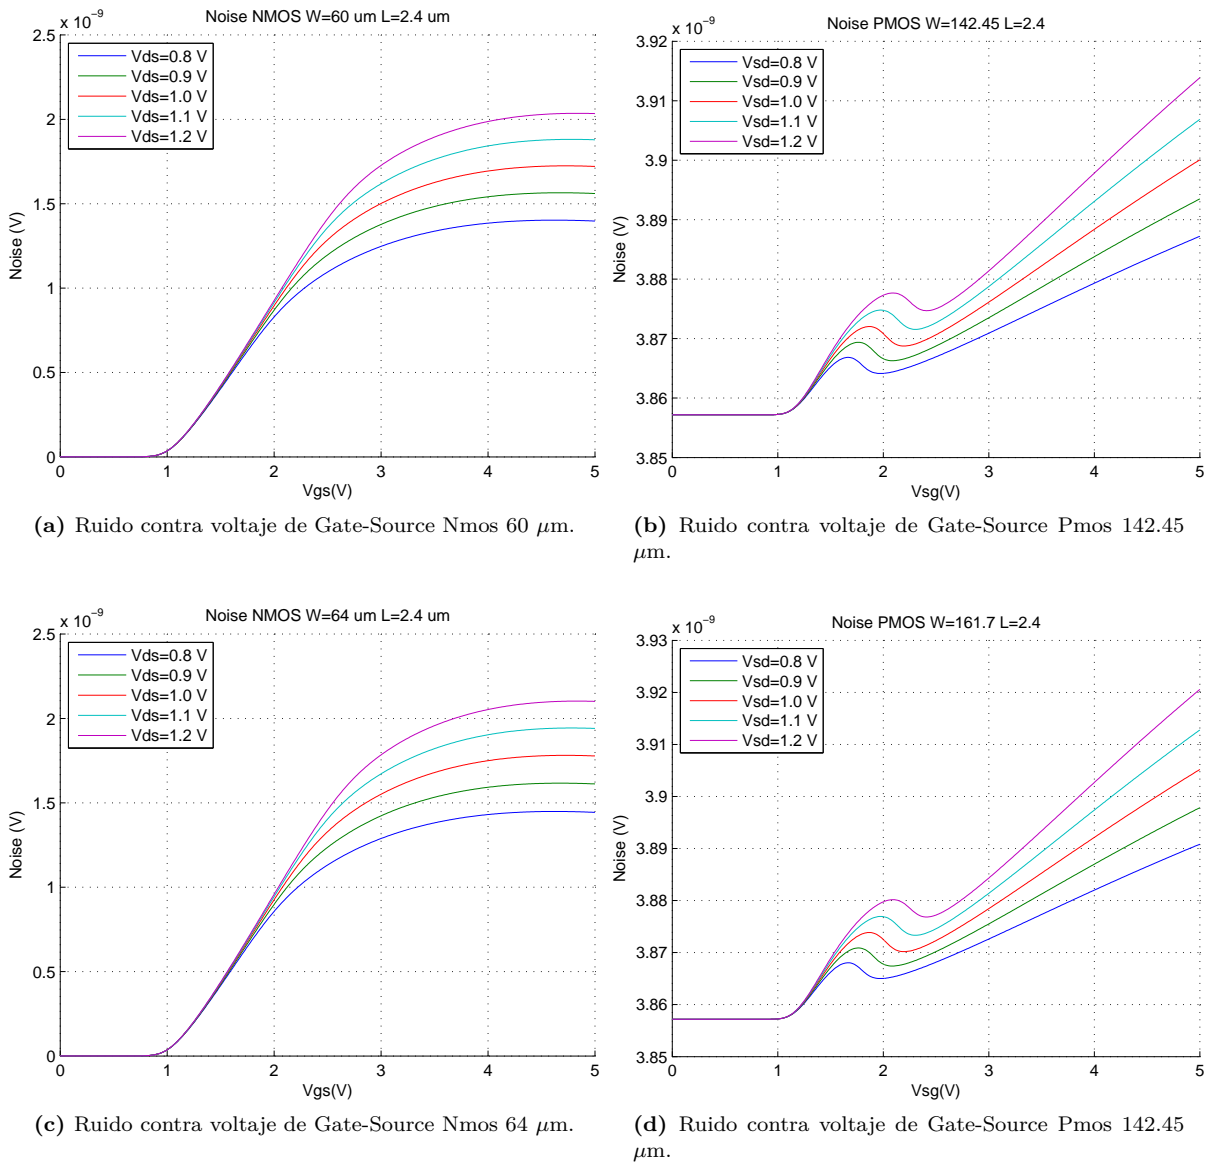 Noise NMOS W=60 um L=2.4 um
x 10⁻⁹
2.5
2
1.5
1
0.5
0
Noise (V)
Vds=0.8 V
Vds=0.9 V
Vds=1.0 V
Vds=1.1 V
Vds=1.2 V
0 1 2 3 4 5
Vgs(V)
(a) Ruido contra voltaje de Gate-Source Nmos 60 μm.
Noise PMOS W=142.45 L=2.4
x 10⁻⁹
3.92
3.91
3.9
3.89
3.88
3.87
3.86
3.85
Noise (V)
Vsd=0.8 V
Vsd=0.9 V
Vsd=1.0 V
Vsd=1.1 V
Vsd=1.2 V
0 1 2 3 4 5
Vsg(V)
(b) Ruido contra voltaje de Gate-Source Pmos 142.45
μm.
Noise NMOS W=64 um L=2.4 um
x 10⁻⁹
2.5
2
1.5
1
0.5
0
Noise (V)
Vds=0.8 V
Vds=0.9 V
Vds=1.0 V
Vds=1.1 V
Vds=1.2 V
0 1 2 3 4 5
Vgs(V)
(c) Ruido contra voltaje de Gate-Source Nmos 64 μm.
Noise PMOS W=161.7 L=2.4
x 10⁻⁹
3.93
3.92
3.91
3.9
3.89
3.88
3.87
3.86
3.85
Noise (V)
Vsd=0.8 V
Vsd=0.9 V
Vsd=1.0 V
Vsd=1.1 V
Vsd=1.2 V
0 1 2 3 4 5
Vsg(V)
(d) Ruido contra voltaje de Gate-Source Pmos 142.45
μm.